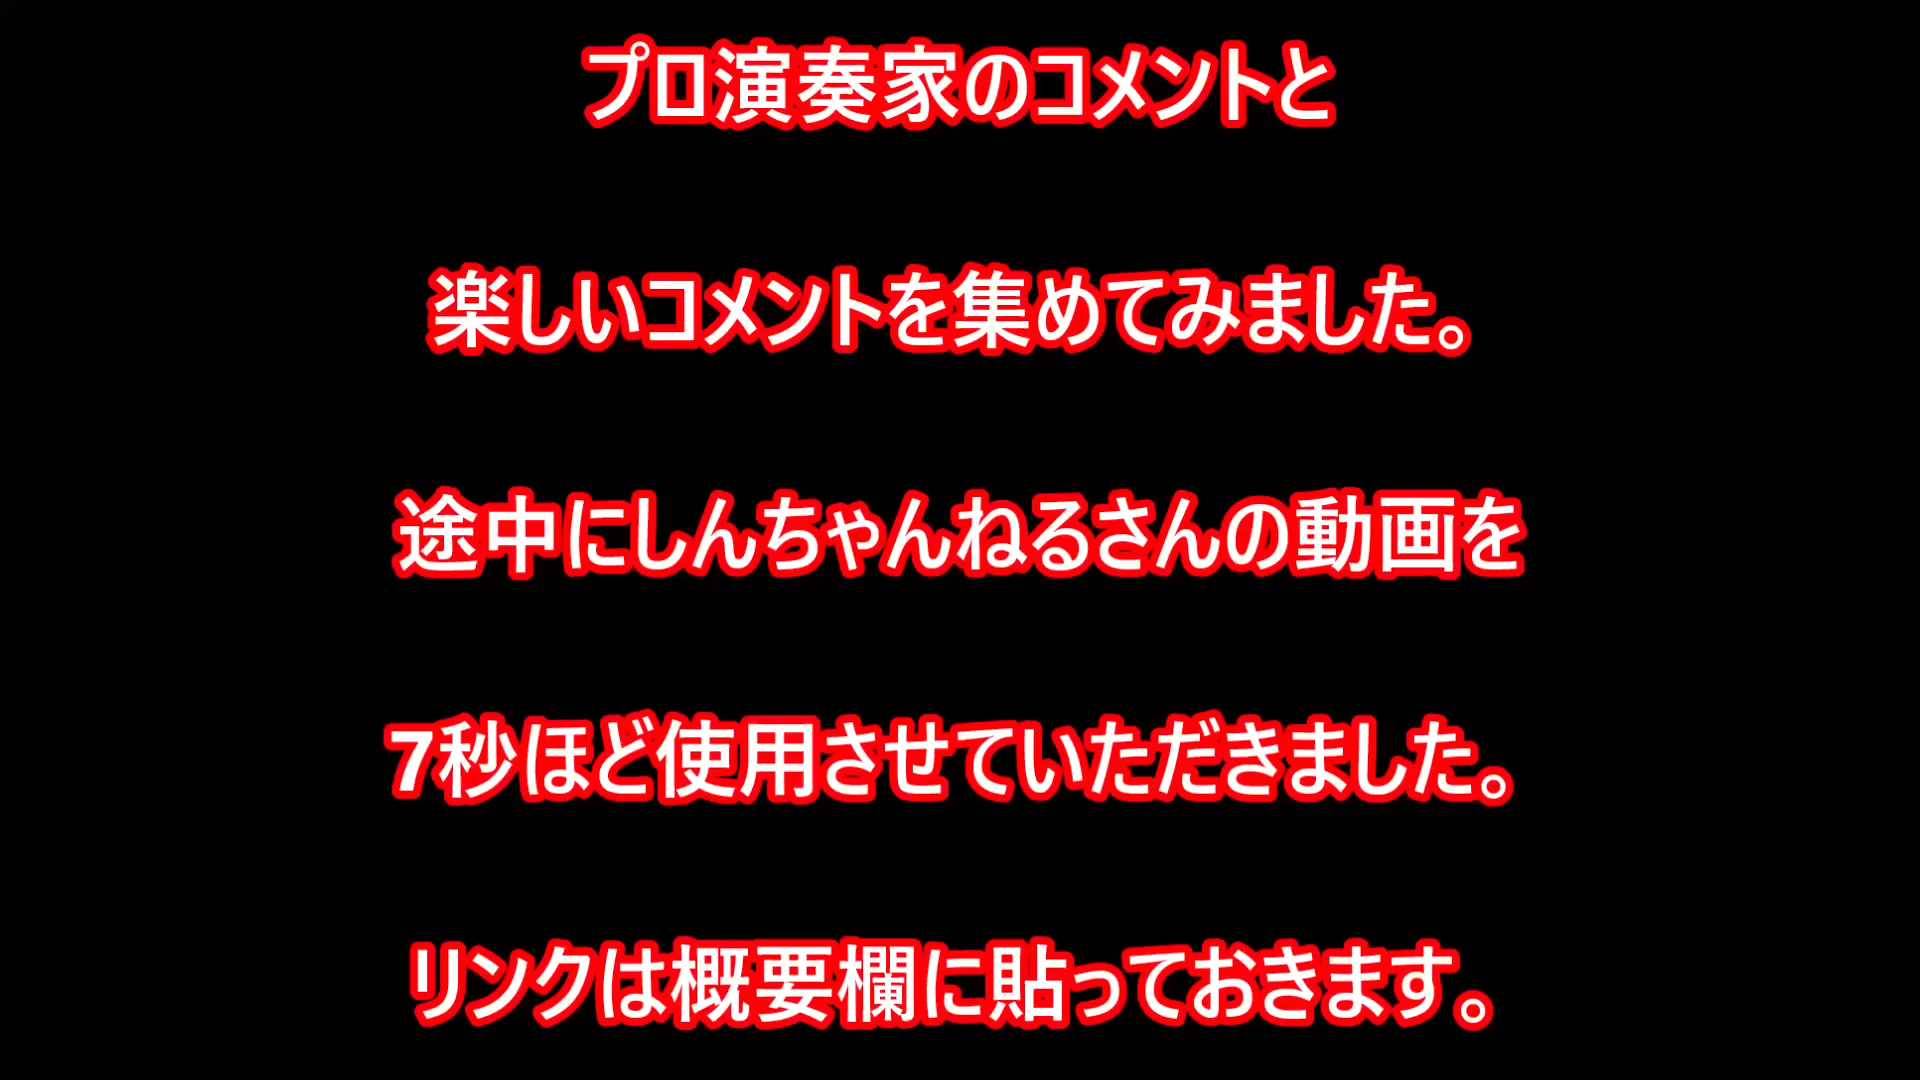 プロ演奏家のコメントと
楽しいコメントを集めてみました。
途中にしんちゃんねるさんの動画を
7秒ほど使用させていただきました。
リンクは概要欄に貼っておきます。